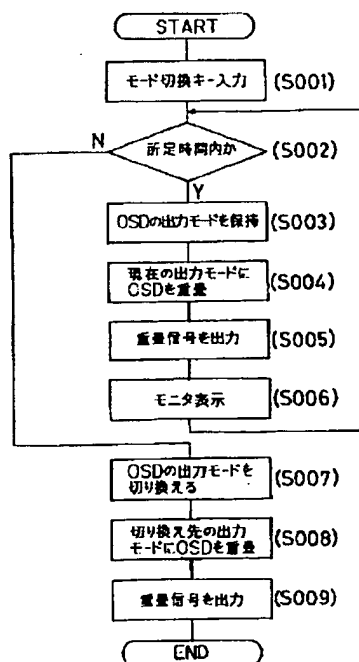 START
モード切換キー入力 (S001)
所定時間内か (S002)
N
Y
OSDの出力モードを保持 (S003)
現在の出力モードに (S004)
OSDを重畳
重畳信号を出力 (S005)
モニタ表示 (S006)
OSDの出力モードを (S007)
切り換える
切り換え先の出力 (S008)
モードにOSDを重畳
重畳信号を出力 (S009)
END